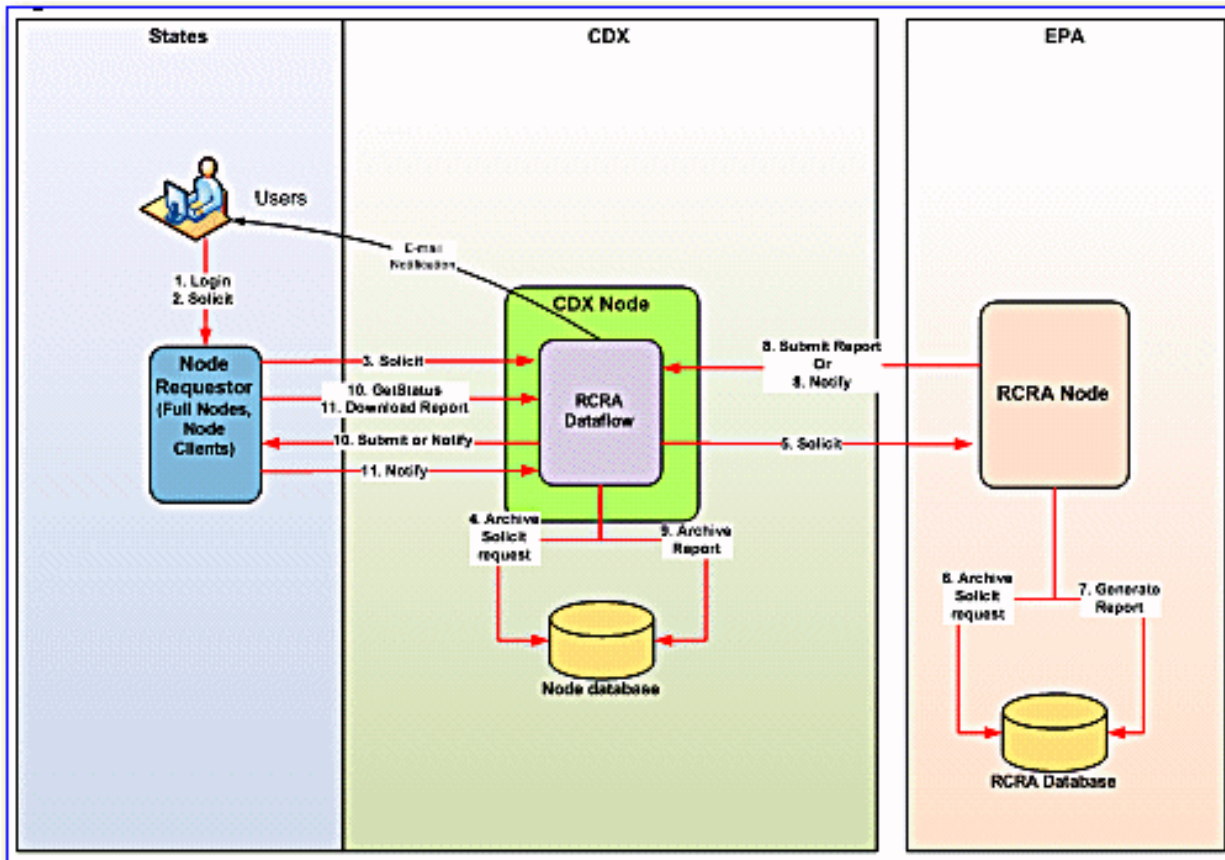 States
CDX
EPA
Users
E-mail
Notification
1. Login
2. Solicit
CDX Node
Node
Requestor
(Full Nodes,
Node
Clients)
3. Solicit
10. GetStatus
11. Download Report
10. Submit or Notify
11. Notify
RCRA
Dataflow
8. Submit Report
Or
8. Notify
5. Solicit
RCRA Node
4. Archive
Solicit
request
9. Archive
Report
Node database
6. Archive
Solicit
request
7. Generate
Report
RCRA Database